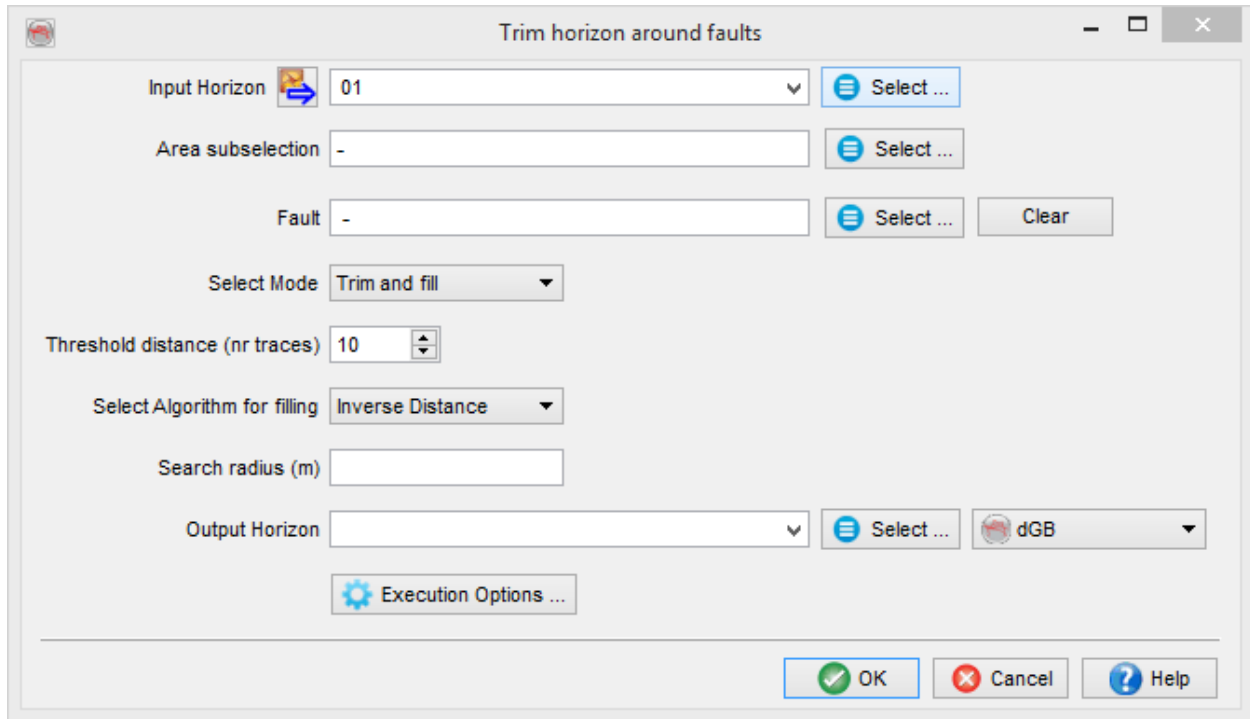 Trim horizon around faults
Input Horizon 01 Select ...
Area subselection - Select ...
Fault - Select ... Clear
Select Mode Trim and fill
Threshold distance (nr traces) 10
Select Algorithm for filling Inverse Distance
Search radius (m)
Output Horizon Select ... dGB
Execution Options ...
OK Cancel Help